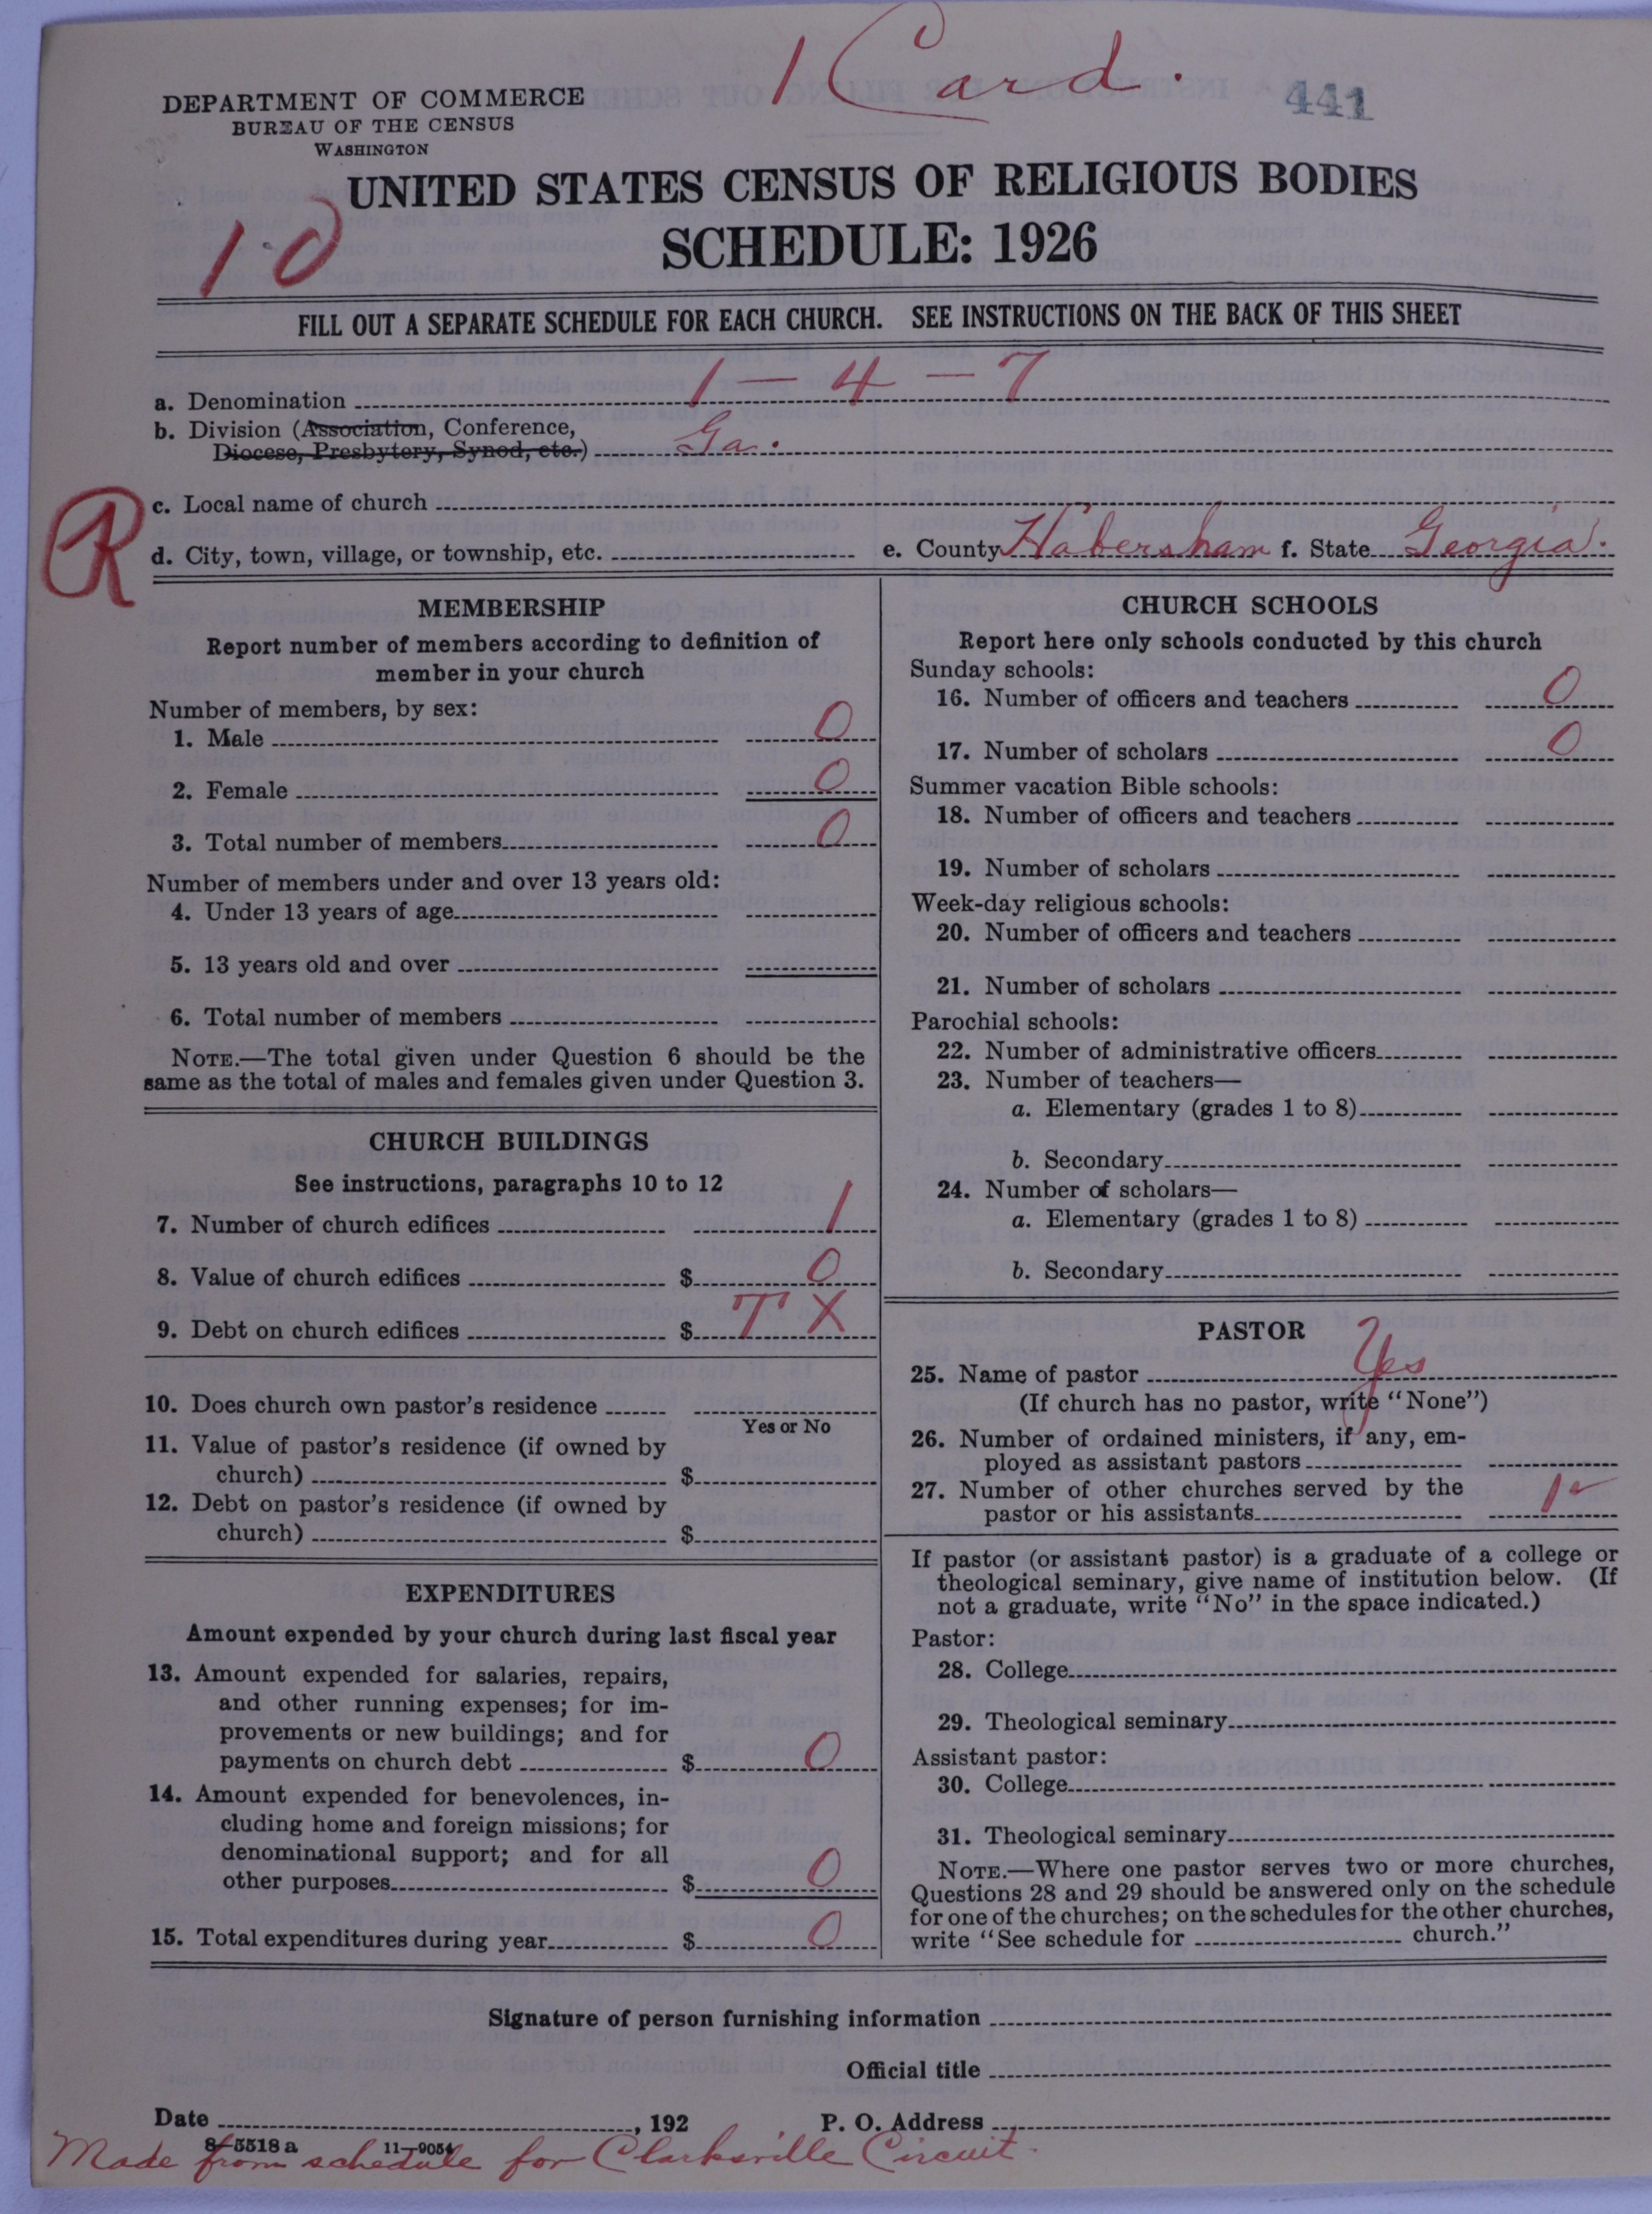 1 Card.
441
DEPARTMENT OF COMMERCE
BUREAU OF THE CENSUS
WASHINGTON
UNITED STATES CENSUS OF RELIGIOUS BODIES
10
SCHEDULE: 1926
FILL OUT A SEPARATE SCHEDULE FOR EACH CHURCH. SEE INSTRUCTIONS ON THE BACK OF THIS SHEET
a. Denomination 1 - 4 - 7
b. Division (Association, Conference,
Diocese, Presbytery, Synod, etc.) Ga.
R
c. Local name of church
d. City, town, village, or township, etc. e. County Habersham f. State Georgia.
MEMBERSHIP
Report number of members according to definition of
member in your church
Number of members, by sex:
1. Male 0
2. Female 0
3. Total number of members 0
Number of members under and over 13 years old:
4. Under 13 years of age
5. 13 years old and over
6. Total number of members
NOTE.—The total given under Question 6 should be the
same as the total of males and females given under Question 3.
CHURCH BUILDINGS
See instructions, paragraphs 10 to 12
7. Number of church edifices 1
8. Value of church edifices $ 0
9. Debt on church edifices $ T X
10. Does church own pastor's residence
Yes or No
11. Value of pastor's residence (if owned by
church) $
12. Debt on pastor's residence (if owned by
church) $
EXPENDITURES
Amount expended by your church during last fiscal year
13. Amount expended for salaries, repairs,
and other running expenses; for im-
provements or new buildings; and for
payments on church debt $ 0
14. Amount expended for benevolences, in-
cluding home and foreign missions; for
denominational support; and for all
other purposes $ 0
15. Total expenditures during year $ 0
CHURCH SCHOOLS
Report here only schools conducted by this church
Sunday schools:
16. Number of officers and teachers 0
17. Number of scholars 0
Summer vacation Bible schools:
18. Number of officers and teachers
19. Number of scholars
Week-day religious schools:
20. Number of officers and teachers
21. Number of scholars
Parochial schools:
22. Number of administrative officers
23. Number of teachers—
a. Elementary (grades 1 to 8)
b. Secondary
24. Number of scholars—
a. Elementary (grades 1 to 8)
b. Secondary
PASTOR
25. Name of pastor Yes
(If church has no pastor, write "None")
26. Number of ordained ministers, if any, em-
ployed as assistant pastors
27. Number of other churches served by the
pastor or his assistants 1
If pastor (or assistant pastor) is a graduate of a college or
theological seminary, give name of institution below. (If
not a graduate, write "No" in the space indicated.)
Pastor:
28. College
29. Theological seminary
Assistant pastor:
30. College
31. Theological seminary
NOTE.—Where one pastor serves two or more churches,
Questions 28 and 29 should be answered only on the schedule
for one of the churches; on the schedules for the other churches,
write "See schedule for church."
Signature of person furnishing information
Official title
Date , 192 P. O. Address
8-5518 a 11-9054
Made from schedule for Clarksville Circuit.